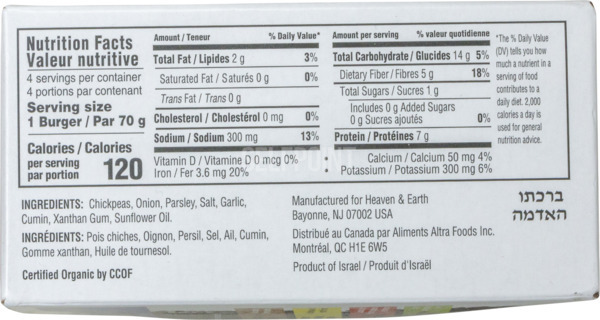 Nutrition Facts
Valeur nutritive
4 servings per container
4 portions par contenant
Serving size
1 Burger / Par 70 g
Calories / Calories
per serving
par portion 120
Amount / Teneur % Daily Value*
Total Fat / Lipides 2 g 3%
Saturated Fat / Saturés 0 g 0%
Trans Fat / Trans 0 g
Cholesterol / Cholestérol 0 mg 0%
Sodium / Sodium 300 mg 13%
Vitamin D / Vitamine D 0 mcg 0%
Iron / Fer 3.6 mg 20%
Amount per serving % valeur quotidienne
Total Carbohydrate / Glucides 14 g 5%
Dietary Fiber / Fibres 5 g 18%
Total Sugars / Sucres 1 g
Includes 0 g Added Sugars
0 g Sucres ajoutés 0%
Protein / Protéines 7 g
Calcium / Calcium 50 mg 4%
Potassium / Potassium 300 mg 6%
*The % Daily Value
(DV) tells you how
much a nutrient in a
serving of food
contributes to a
daily diet. 2,000
calories a day is
used for general
nutrition advice.
INGREDIENTS: Chickpeas, Onion, Parsley, Salt, Garlic,
Cumin, Xanthan Gum, Sunflower Oil.
INGRÉDIENTS: Pois chiches, Oignon, Persil, Sel, Ail, Cumin,
Gomme xanthan, Huile de tournesol.
Certified Organic by CCOF
Manufactured for Heaven & Earth
Bayonne, NJ 07002 USA
Distribué au Canada par Aliments Altra Foods Inc.
Montréal, QC H1E 6W5
Product of Israel / Produit d'Israël
ברכתו
האדמה
SELFPOINT